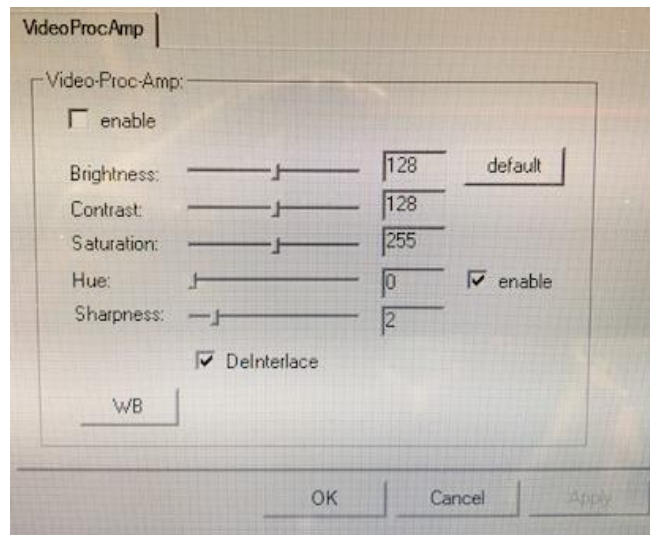 VideoProcAmp
Video-Proc-Amp:
enable
Brightness: 128 default
Contrast: 128
Saturation: 255
Hue: 0 enable
Sharpness: 2
DeInterlace
WB
OK Cancel Apply